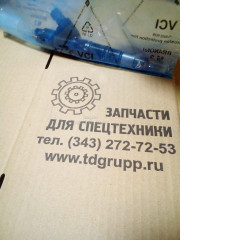 VCI
ЗАПЧАСТИ
ДЛЯ СПЕЦТЕХНИКИ
тел. (343) 272-72-53
www.tdgrupp.ru